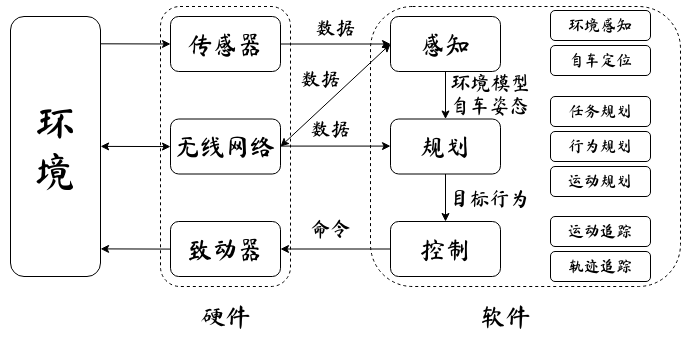 环境
传感器
无线网络
致动器
硬件
数据
数据
数据
命令
感知
环境模型
自车姿态
规划
目标行为
控制
环境感知
自车定位
任务规划
行为规划
运动规划
运动追踪
轨迹追踪
软件